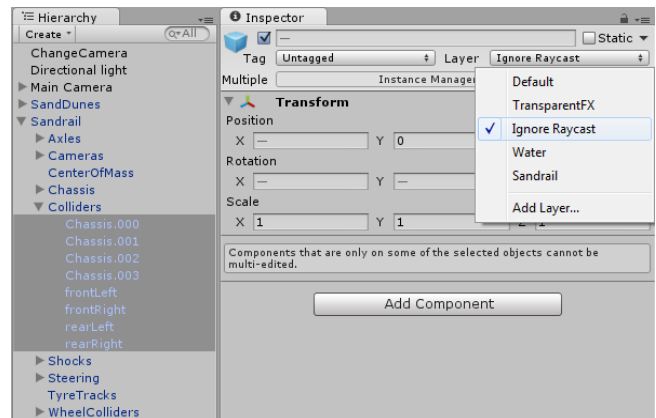 Hierarchy
Create
All
ChangeCamera
Directional light
Main Camera
SandDunes
Sandrail
Axles
Cameras
CenterOfMass
Chassis
Colliders
Chassis.000
Chassis.001
Chassis.002
Chassis.003
frontLeft
frontRight
rearLeft
rearRight
Shocks
Steering
TyreTracks
WheelColliders
Inspector
—
Static
Tag Untagged Layer Ignore Raycast
Multiple Instance Manage
Transform
Position
X — Y 0
Rotation
X — Y —
Scale
X 1 Y 1 Z 1
Components that are only on some of the selected objects cannot be
multi-edited.
Add Component
Default
TransparentFX
Ignore Raycast
Water
Sandrail
Add Layer...